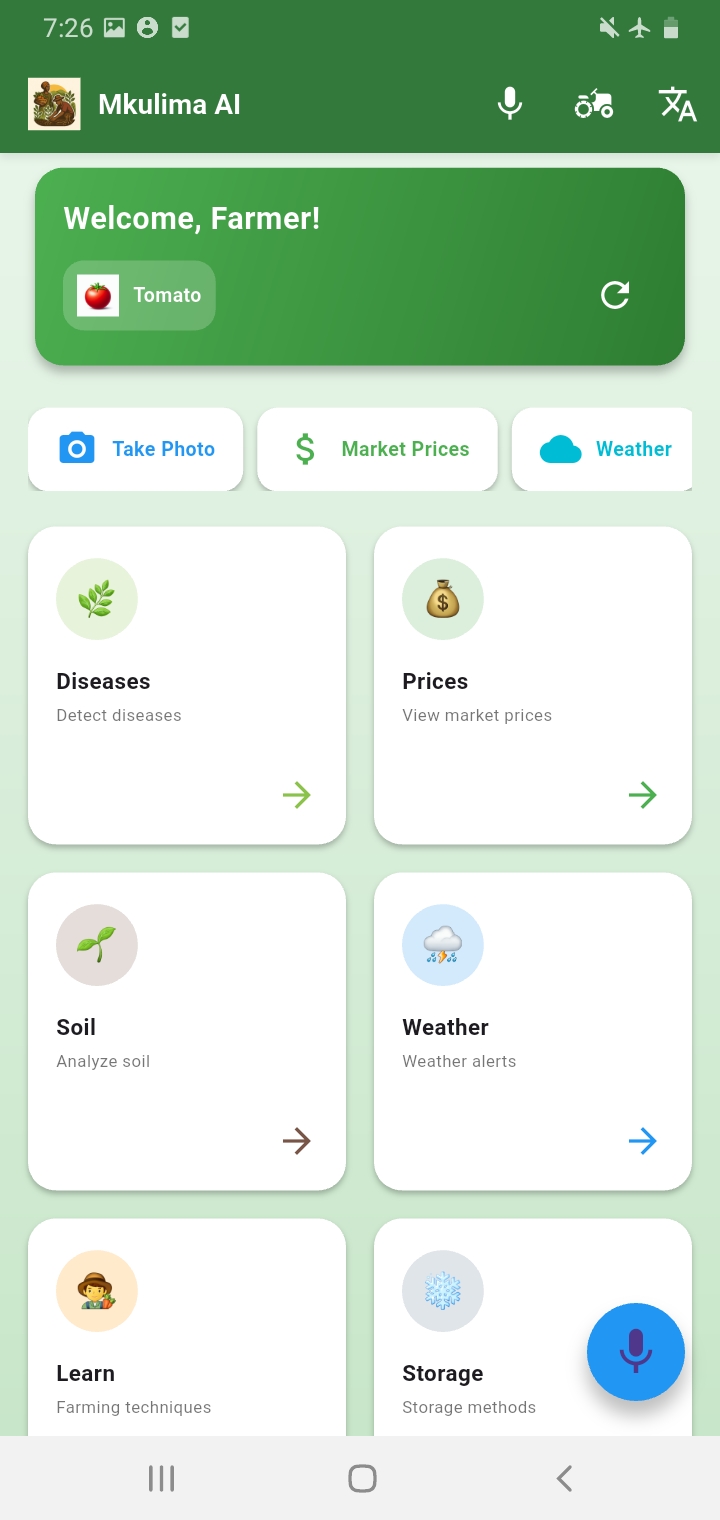 7:26
Mkulima AI
Welcome, Farmer!
Tomato
Take Photo
Market Prices
Weather
Diseases
Detect diseases
Prices
View market prices
Soil
Analyze soil
Weather
Weather alerts
Learn
Farming techniques
Storage
Storage methods